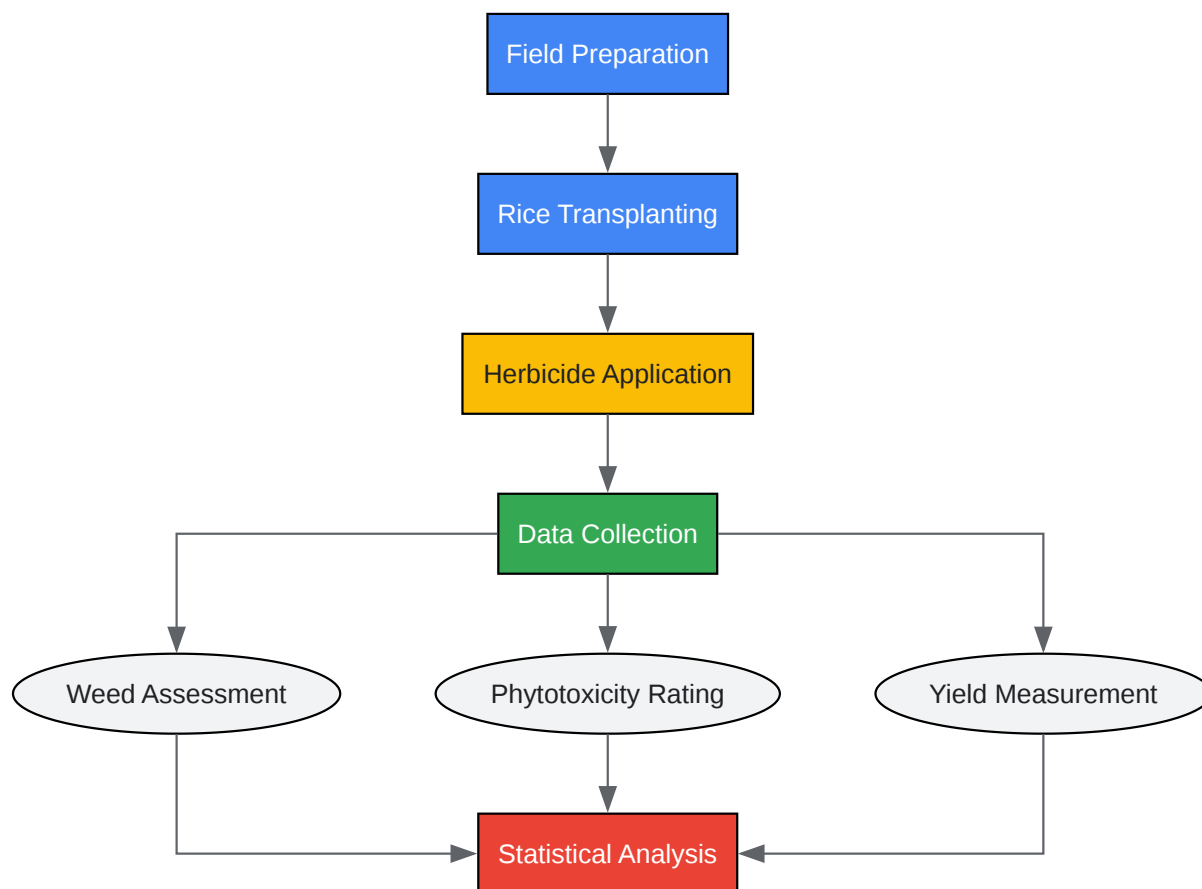 Field Preparation
Rice Transplanting
Herbicide Application
Data Collection
Weed Assessment
Phytotoxicity Rating
Yield Measurement
Statistical Analysis